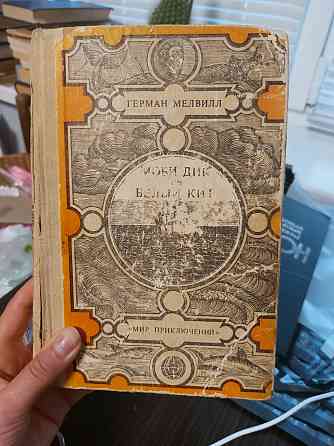 ГЕРМАН МЕЛВИЛЛ
МОБИ ДИК
БЕЛЫЙ КИТ
«МИР ПРИКЛЮЧЕНИЙ»